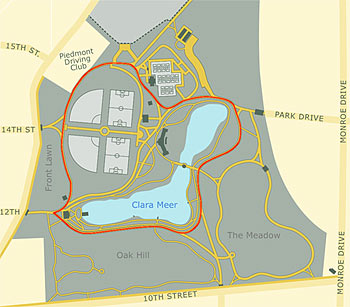 15TH ST.
Piedmont
Driving
Club
MONROE DRIVE
PARK DRIVE
14TH ST
Front Lawn
12TH
Clara Meer
The Meadow
Oak Hill
MONROE DRIVE
10TH STREET